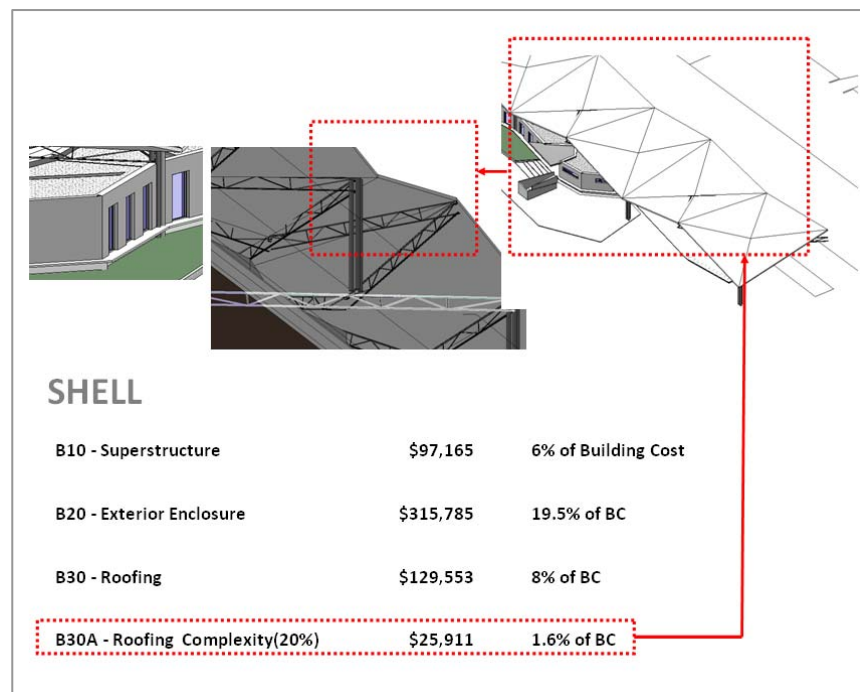 SHELL
B10 - Superstructure $97,165 6% of Building Cost
B20 - Exterior Enclosure $315,785 19.5% of BC
B30 - Roofing $129,553 8% of BC
B30A - Roofing Complexity(20%) $25,911 1.6% of BC